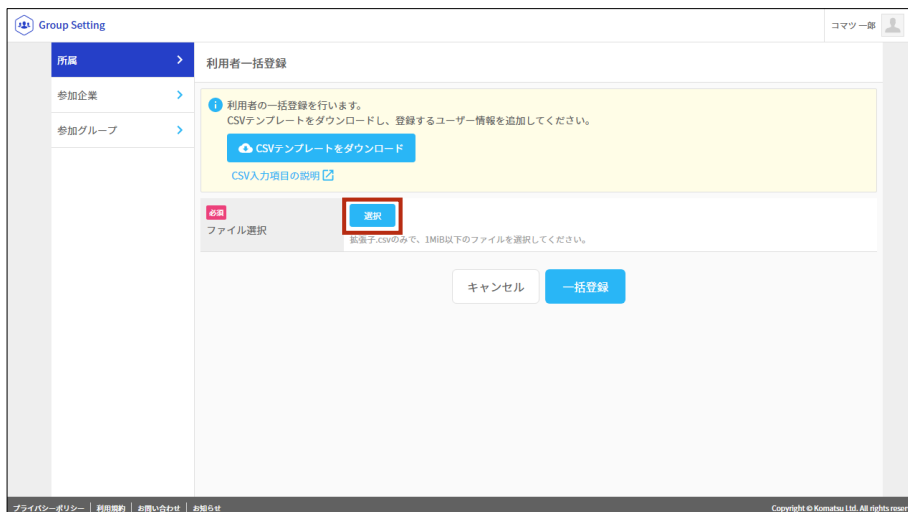 Group Setting
コマツ 一郎
所属
参加企業
参加グループ
利用者一括登録
利用者の一括登録を行います。
CSVテンプレートをダウンロードし、登録するユーザー情報を追加してください。
CSVテンプレートをダウンロード
CSV入力項目の説明
必須
ファイル選択
選択
拡張子.csvのみで、1MiB以下のファイルを選択してください。
キャンセル
一括登録
プライバシーポリシー | 利用規約 | お問い合わせ | お知らせ
Copyright © Komatsu Ltd. All rights reser